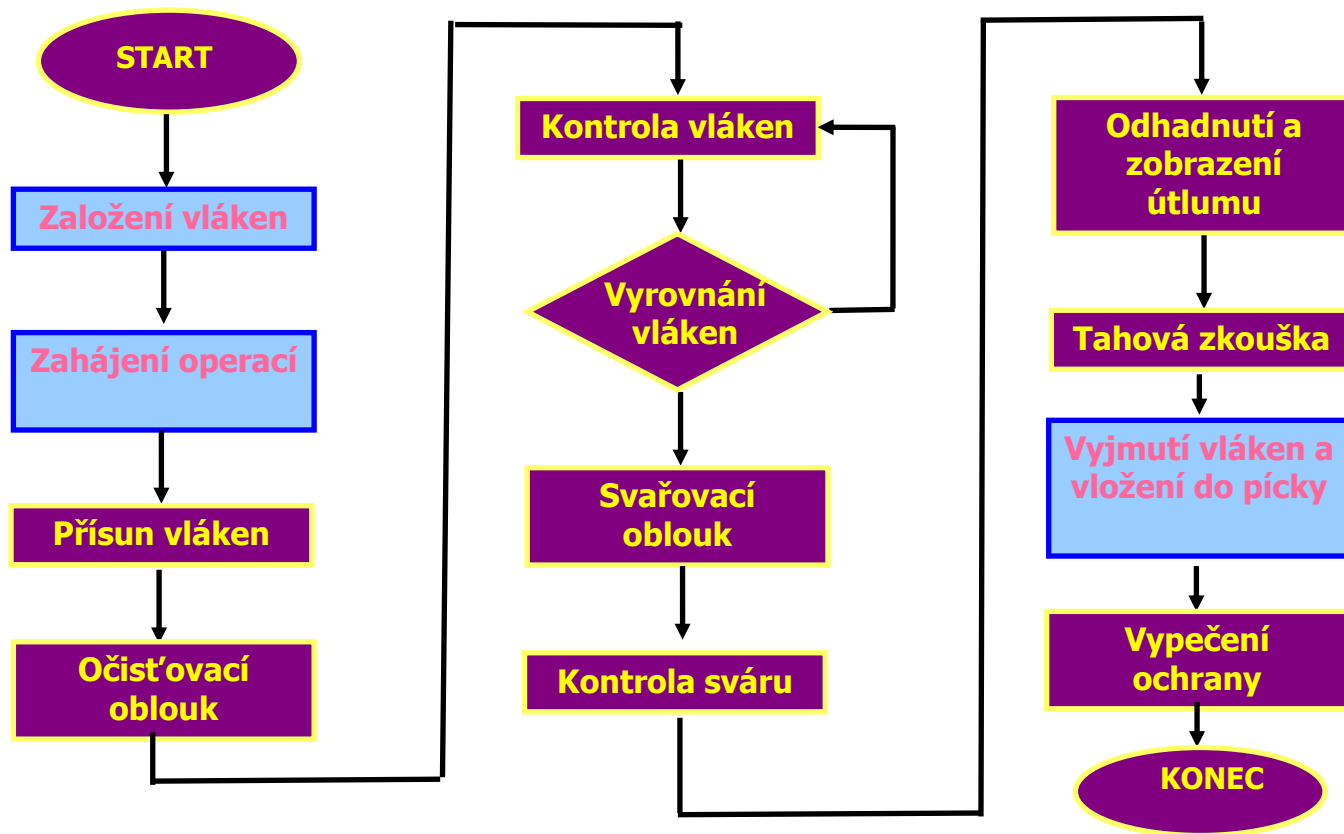 START
Založení vláken
Zahájení operací
Přísun vláken
Očisťovací
oblouk
Kontrola vláken
Vyrovnání
vláken
Svařovací
oblouk
Kontrola sváru
Odhadnutí a
zobrazení
útlumu
Tahová zkouška
Vyjmutí vláken a
vložení do pícky
Vypečení
ochrany
KONEC